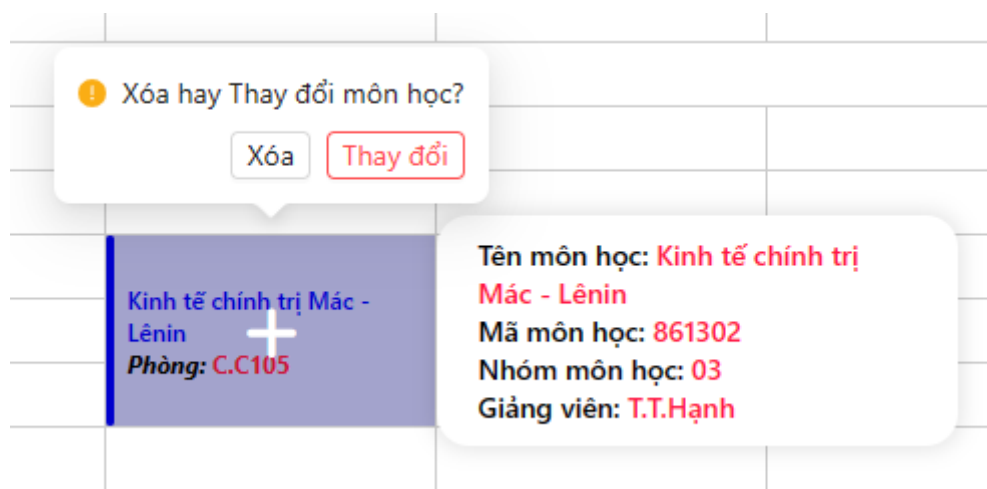 Xóa hay Thay đổi môn học?
Xóa
Thay đổi
Kinh tế chính trị Mác -
Lênin
Phòng: C.C105
Tên môn học: Kinh tế chính trị
Mác - Lênin
Mã môn học: 861302
Nhóm môn học: 03
Giảng viên: T.T.Hạnh